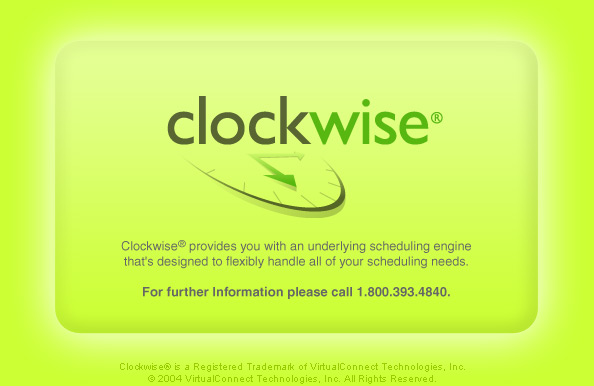 clockwise®
Clockwise® provides you with an underlying scheduling engine
that's designed to flexibly handle all of your scheduling needs.
For further Information please call 1.800.393.4840.
Clockwise® is a Registered Trademark of VirtualConnect Technologies, Inc.
© 2004 VirtualConnect Technologies, Inc. All Rights Reserved.